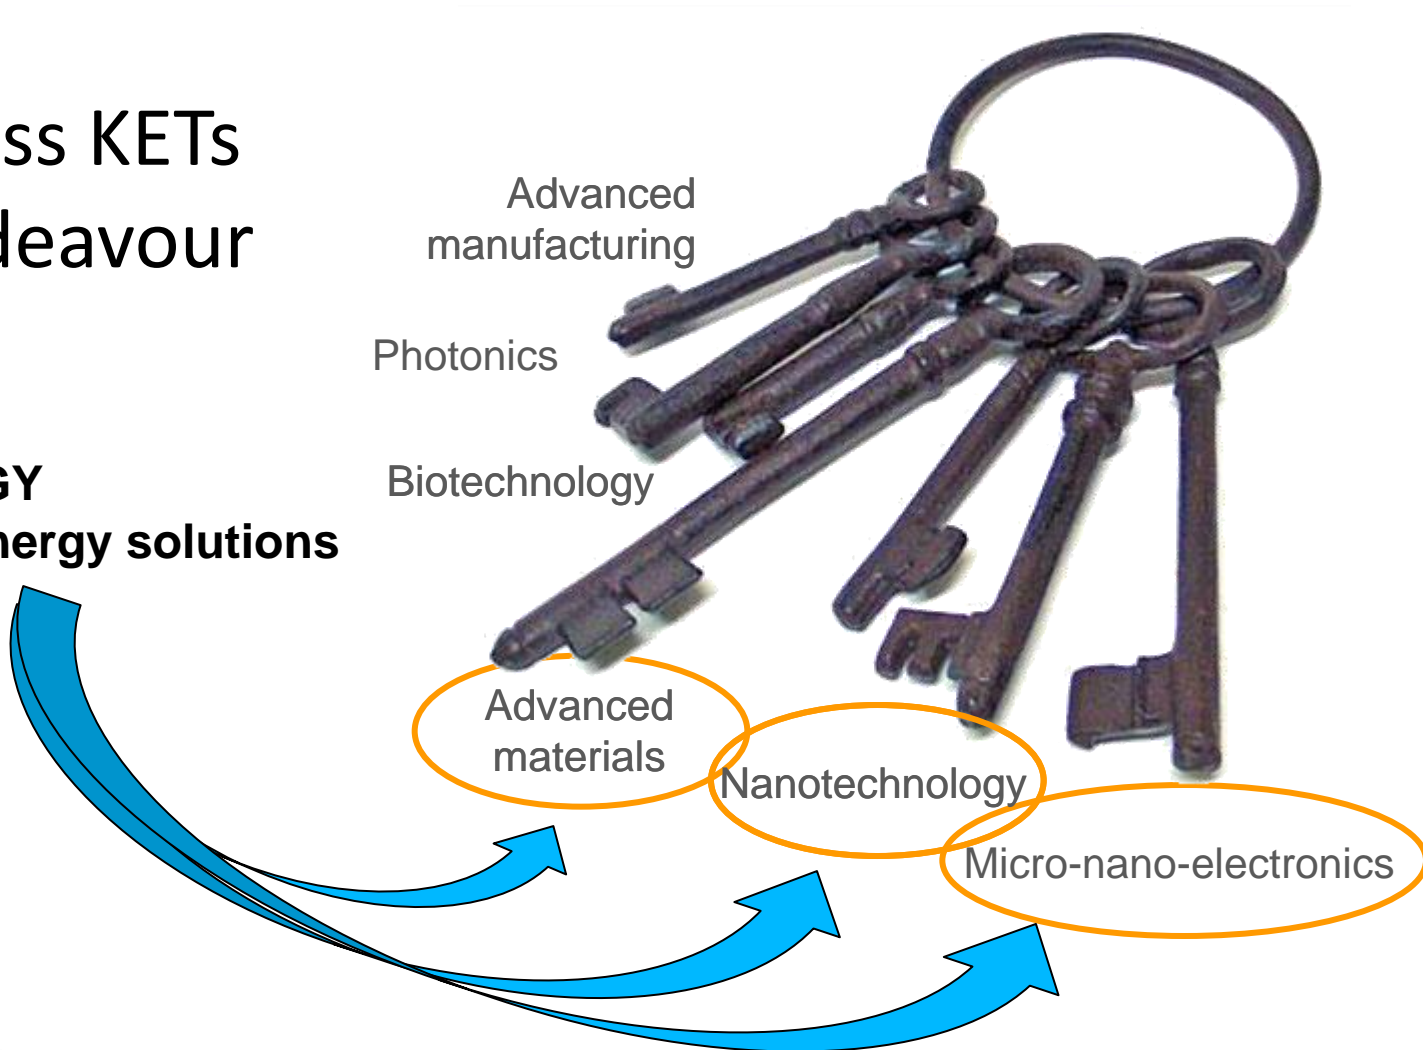 ss KETs
deavour
GY
nergy solutions
Advanced
manufacturing
Photonics
Biotechnology
Advanced
materials
Nanotechnology
Micro-nano-electronics